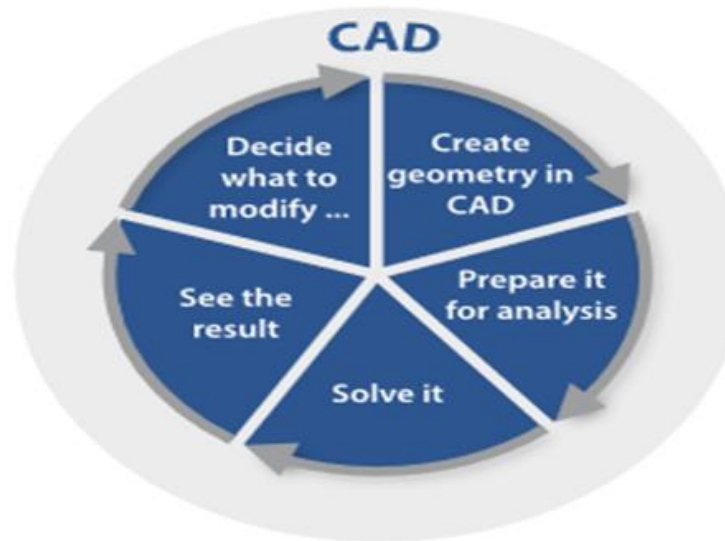 CAD
Create
geometry in
CAD
Prepare it
for analysis
Solve it
See the
result
Decide
what to
modify ...